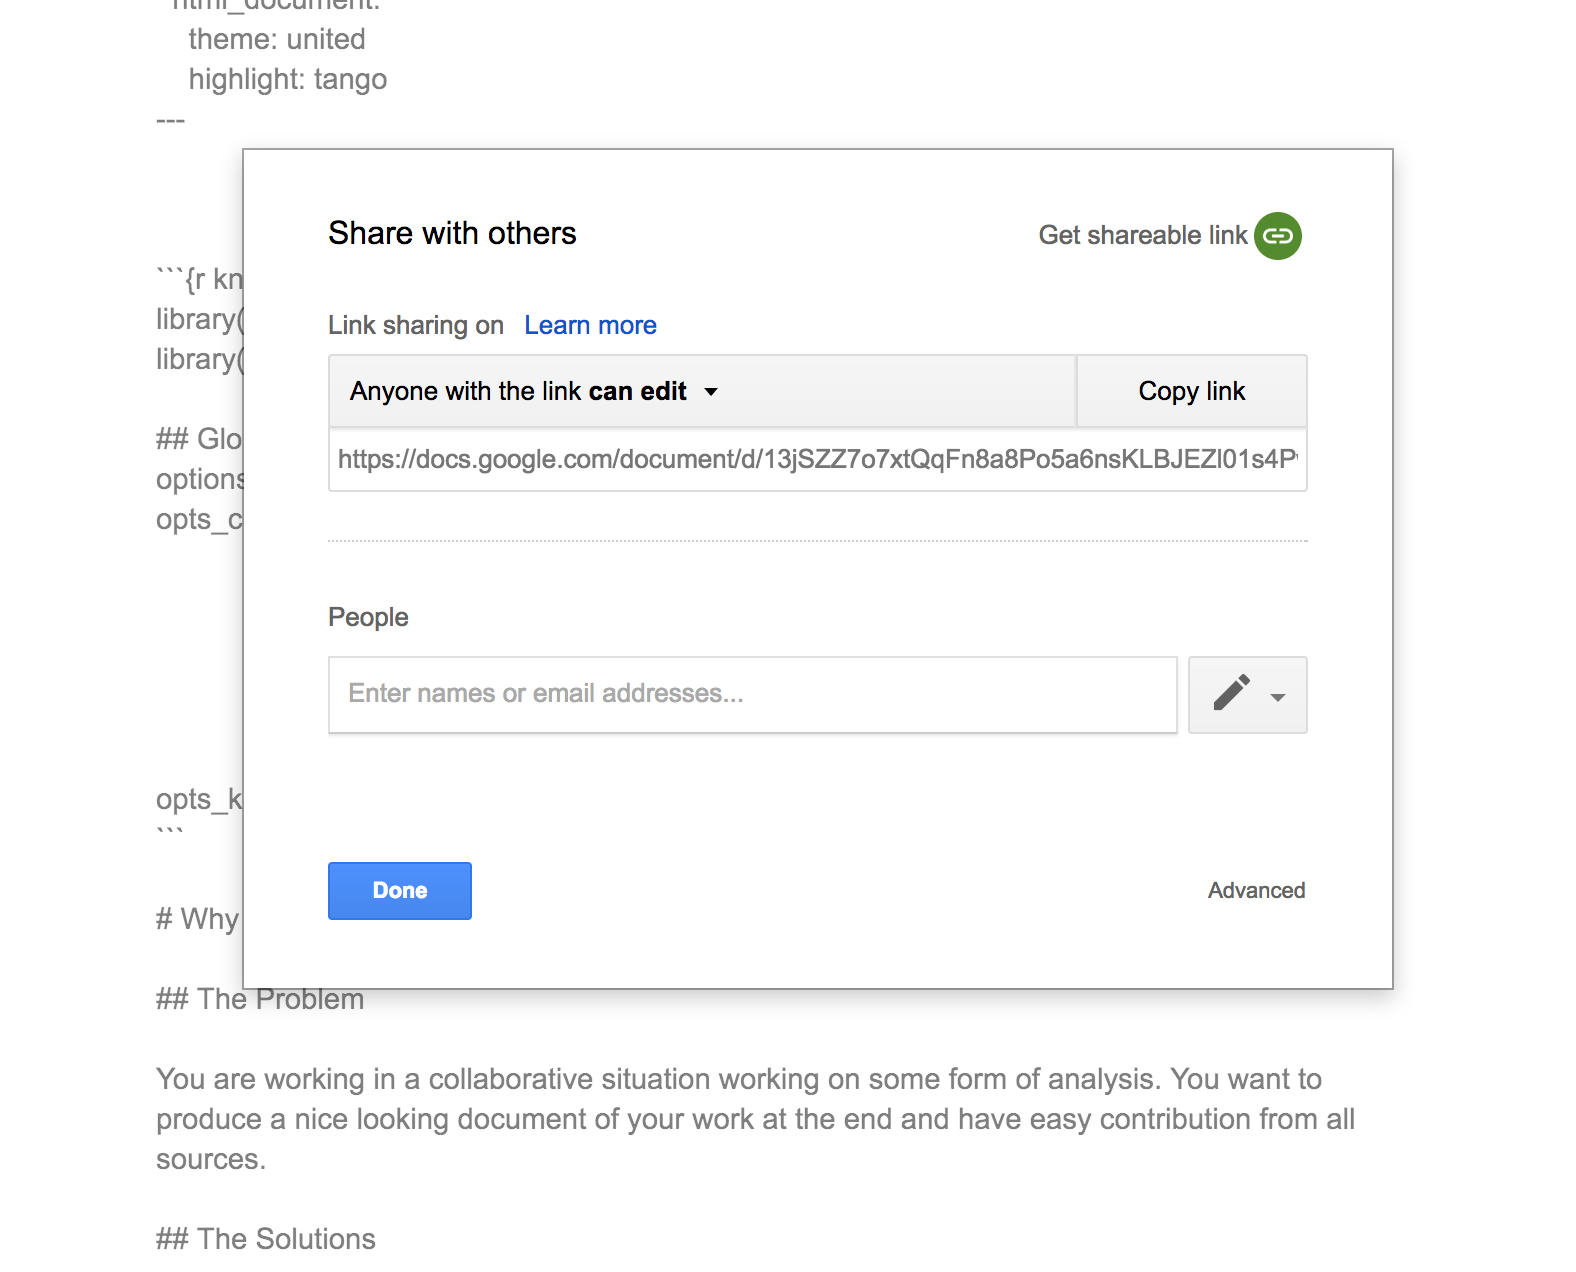 html_document:
theme: united
highlight: tango
---
Share with others
Get shareable link
```{r kn
library(
Link sharing on Learn more
library(
Anyone with the link can edit
Copy link
## Glo
https://docs.google.com/document/d/13jSZZ7o7xtQqFn8a8Po5a6nsKLBJEZl01s4P
options
opts_c
People
Enter names or email addresses...
opts_k
```
Done
Advanced
# Why
## The Problem
You are working in a collaborative situation working on some form of analysis. You want to
produce a nice looking document of your work at the end and have easy contribution from all
sources.
## The Solutions